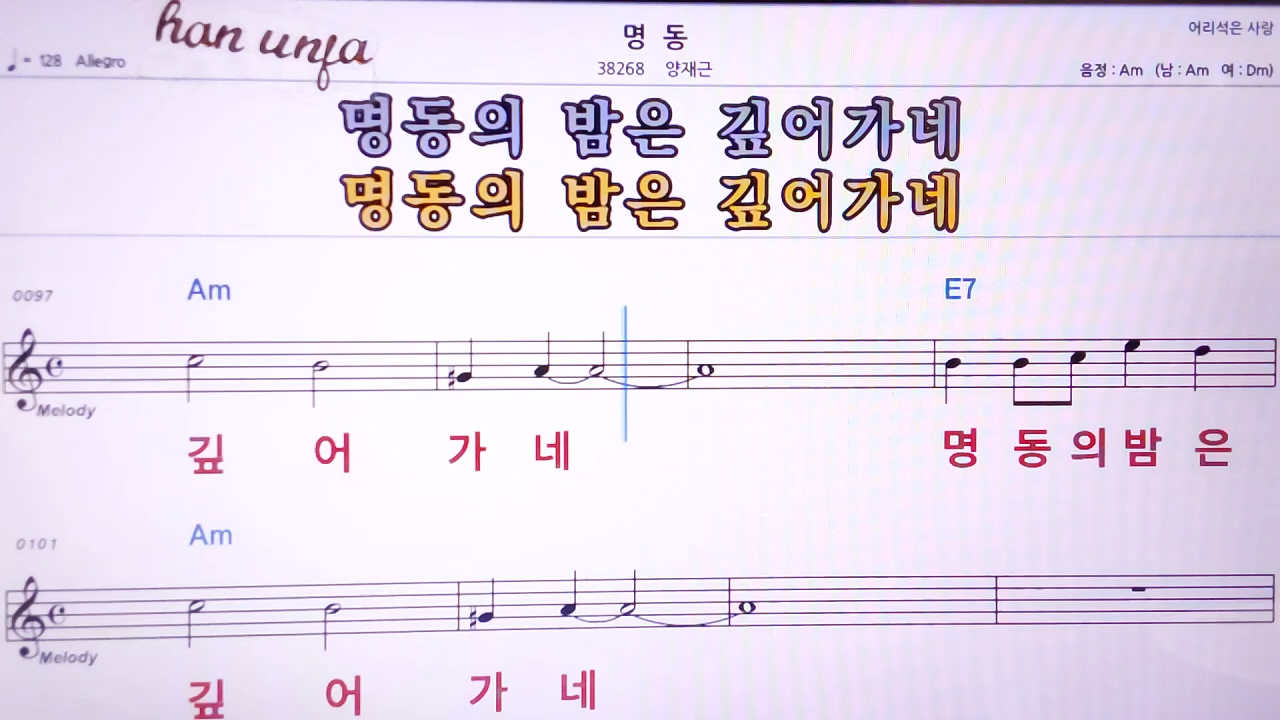 han unja
명 동
어리석은 사랑
♩= 128 Allegro
38268 양재근
음정 : Am (남 : Am 여 : Dm)
명동의 밤은 깊어가네
명동의 밤은 깊어가네
0097 Am E7
Melody
깊 어 가 네 명 동 의 밤 은
0101 Am
Melody
깊 어 가 네